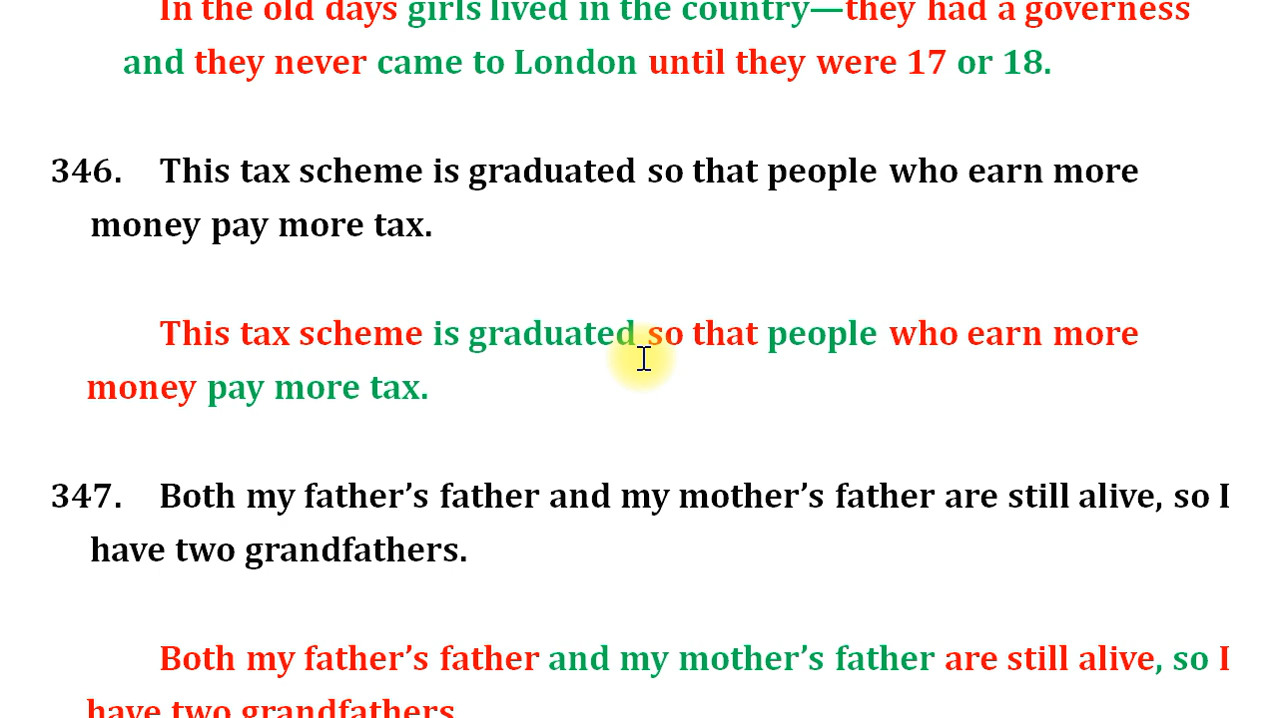 In the old days girls lived in the country—they had a governess
and they never came to London until they were 17 or 18.
346. This tax scheme is graduated so that people who earn more
money pay more tax.
This tax scheme is graduated so that people who earn more
money pay more tax.
347. Both my father’s father and my mother’s father are still alive, so I
have two grandfathers.
Both my father’s father and my mother’s father are still alive, so I
have two grandfathers.